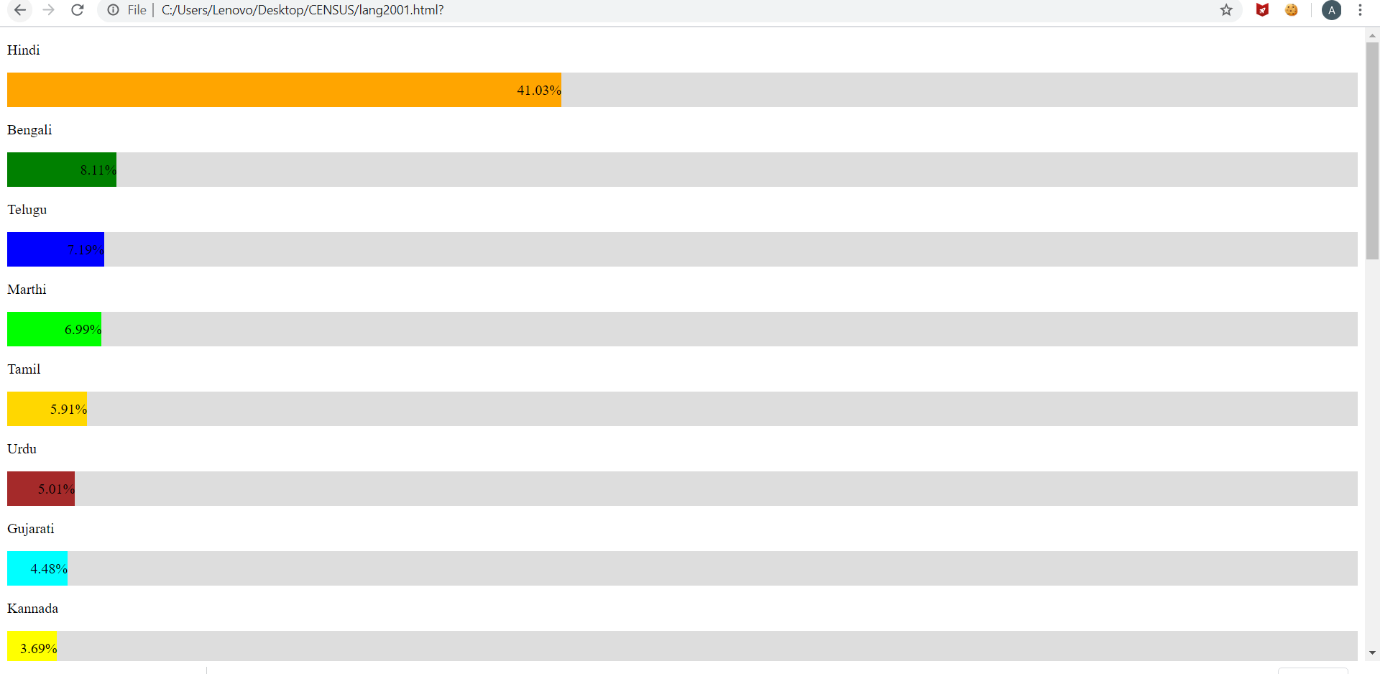 File | C:/Users/Lenovo/Desktop/CENSUS/lang2001.html?
A
Hindi
41.03%
Bengali
8.11%
Telugu
7.19%
Marthi
6.99%
Tamil
5.91%
Urdu
5.01%
Gujarati
4.48%
Kannada
3.69%